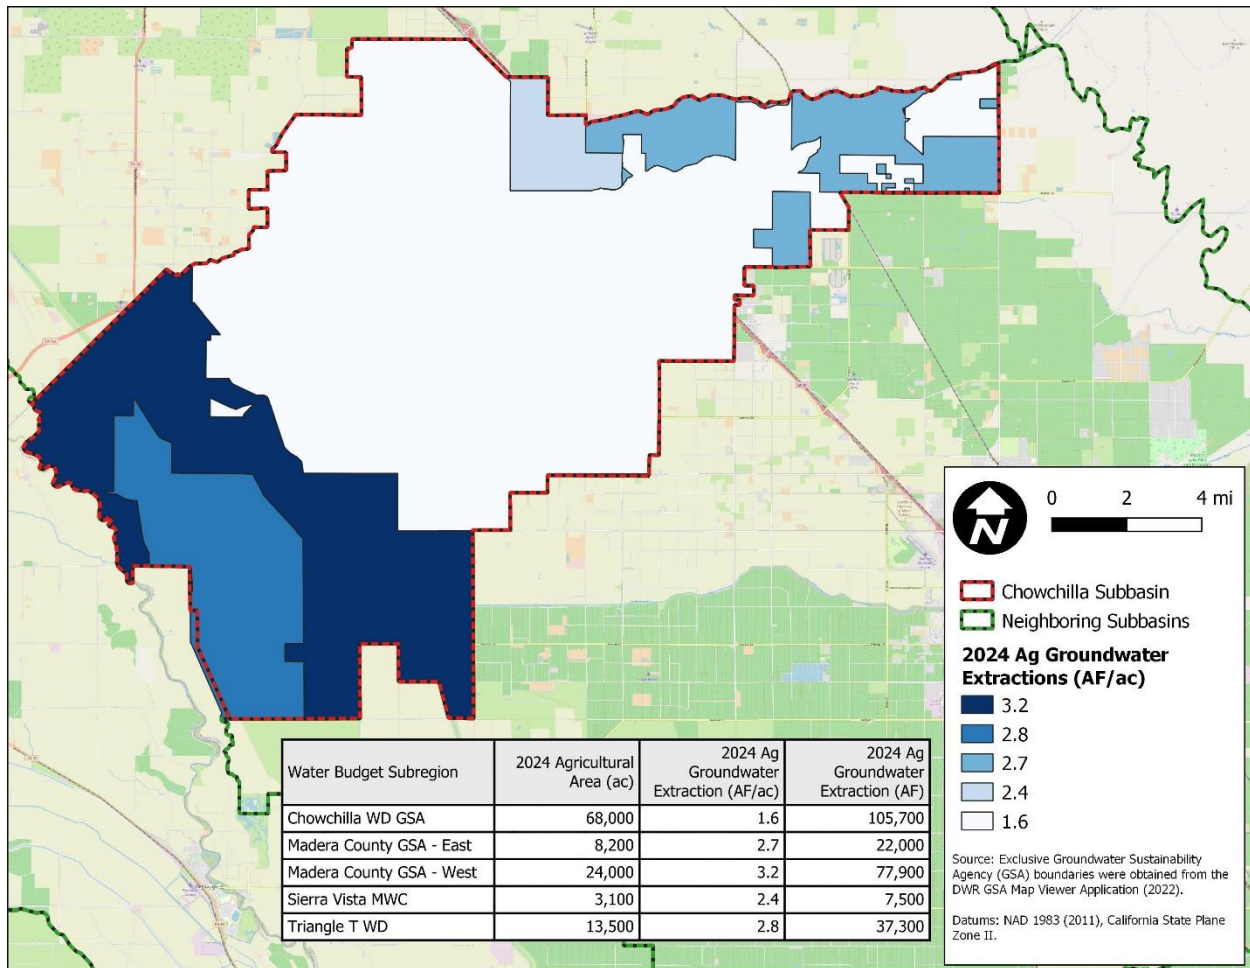 0 2 4 mi
N
Chowchilla Subbasin
Neighboring Subbasins
2024 Ag Groundwater
Extractions (AF/ac)
3.2
2.8
2.7
2.4
1.6
Source: Exclusive Groundwater Sustainability
Agency (GSA) boundaries were obtained from the
DWR GSA Map Viewer Application (2022).
Datums: NAD 1983 (2011), California State Plane
Zone II.
Water Budget Subregion
2024 Agricultural
Area (ac)
2024 Ag
Groundwater
Extraction (AF/ac)
2024 Ag
Groundwater
Extraction (AF)
Chowchilla WD GSA 68,000 1.6 105,700
Madera County GSA - East 8,200 2.7 22,000
Madera County GSA - West 24,000 3.2 77,900
Sierra Vista MWC 3,100 2.4 7,500
Triangle T WD 13,500 2.8 37,300